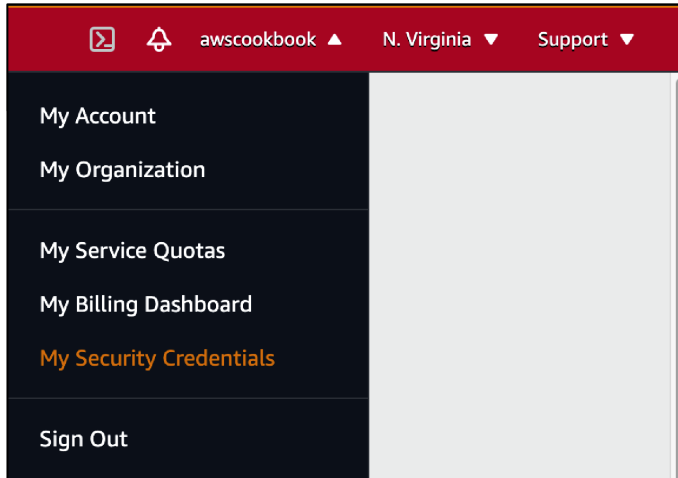 awscookbook ▲ N. Virginia ▼ Support ▼
My Account
My Organization
My Service Quotas
My Billing Dashboard
My Security Credentials
Sign Out